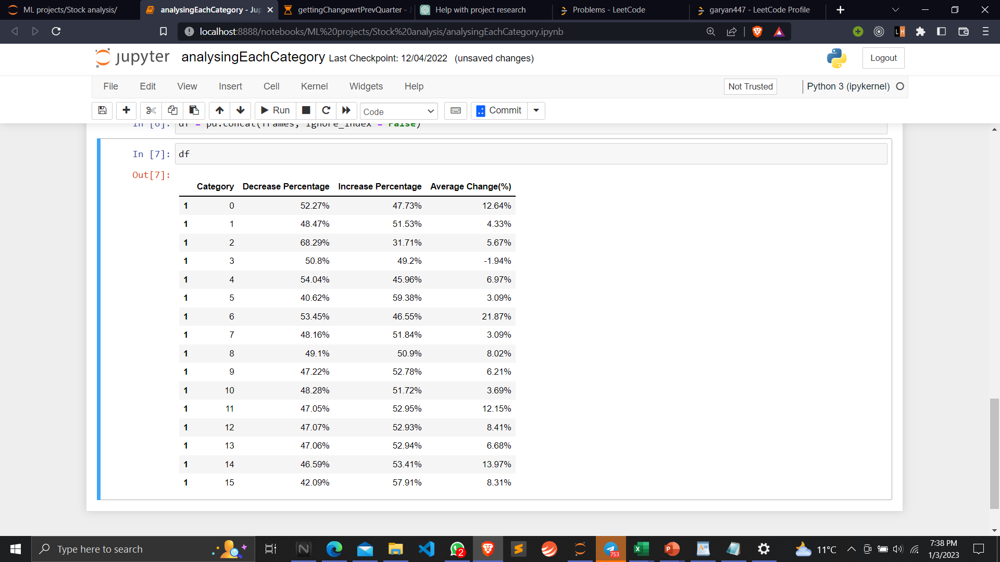 ML projects/Stock analysis/ analysingEachCategory - Jup gettingChangewrtPrevQuarter - Help with project research Problems - LeetCode garyan447 - LeetCode Profile
localhost:8888/notebooks/ML%20projects/Stock%20analysis/analysingEachCategory.ipynb
jupyter analysingEachCategory Last Checkpoint: 12/04/2022 (unsaved changes) Logout
File Edit View Insert Cell Kernel Widgets Help Not Trusted Python 3 (ipykernel)
Run Code Commit
In [6]: df = pd.concat(frames, ignore_index = False)
In [7]: df
Out[7]:
Category Decrease Percentage Increase Percentage Average Change(%)
1 0 52.27% 47.73% 12.64%
1 1 48.47% 51.53% 4.33%
1 2 68.29% 31.71% 5.67%
1 3 50.8% 49.2% -1.94%
1 4 54.04% 45.96% 6.97%
1 5 40.62% 59.38% 3.09%
1 6 53.45% 46.55% 21.87%
1 7 48.16% 51.84% 3.09%
1 8 49.1% 50.9% 8.02%
1 9 47.22% 52.78% 6.21%
1 10 48.28% 51.72% 3.69%
1 11 47.05% 52.95% 12.15%
1 12 47.07% 52.93% 8.41%
1 13 47.06% 52.94% 6.68%
1 14 46.59% 53.41% 13.97%
1 15 42.09% 57.91% 8.31%
Type here to search 2 753 11°C 7:38 PM
1/3/2023